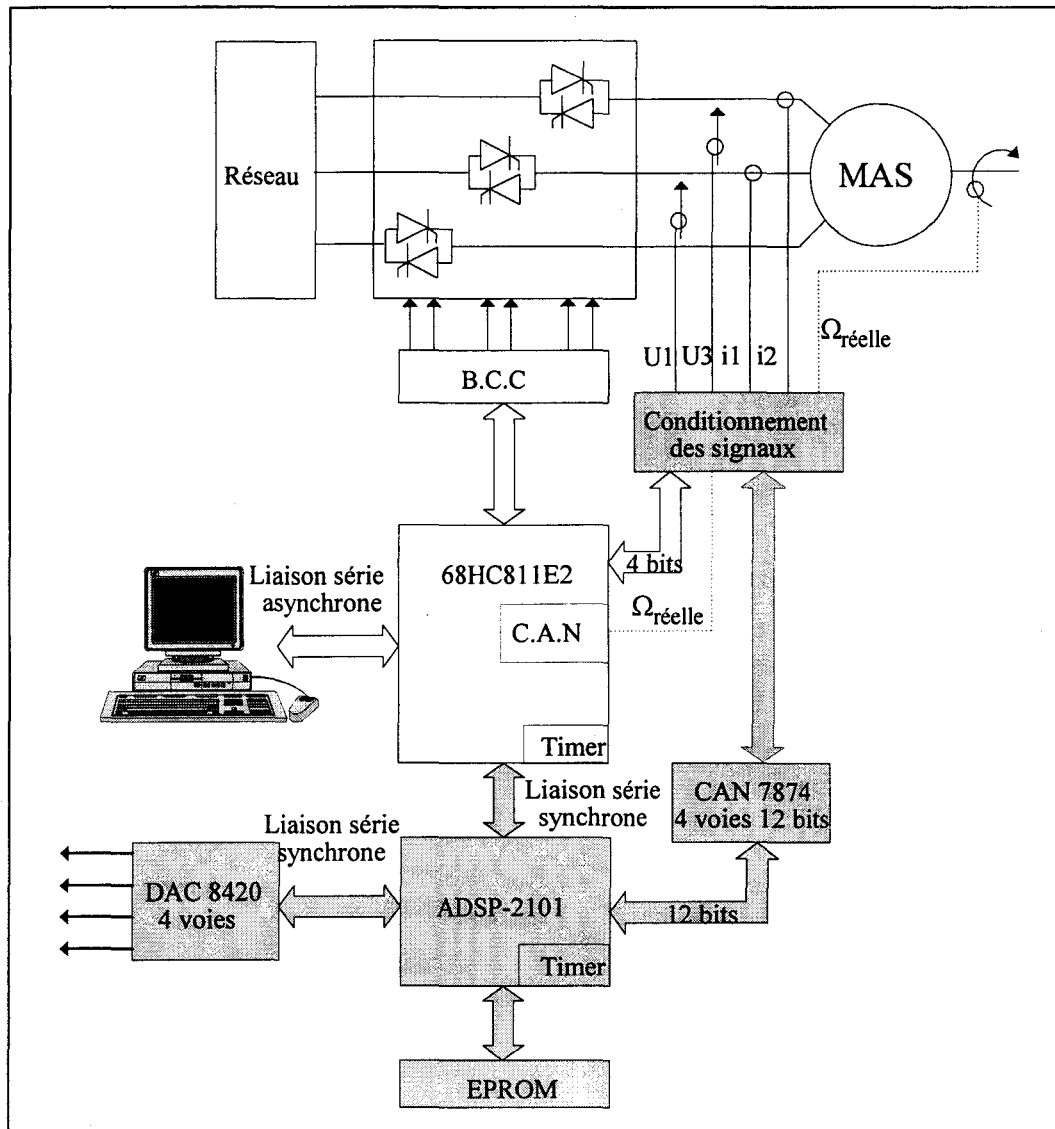 Réseau
MAS
Ωréelle
U1 U3 i1 i2
B.C.C
Conditionnement
des signaux
68HC811E2
4 bits
Liaison série
asynchrone
Ωréelle
C.A.N
Timer
Liaison série
synchrone
CAN 7874
4 voies 12 bits
Liaison série
synchrone
DAC 8420
4 voies
ADSP-2101
12 bits
Timer
EPROM